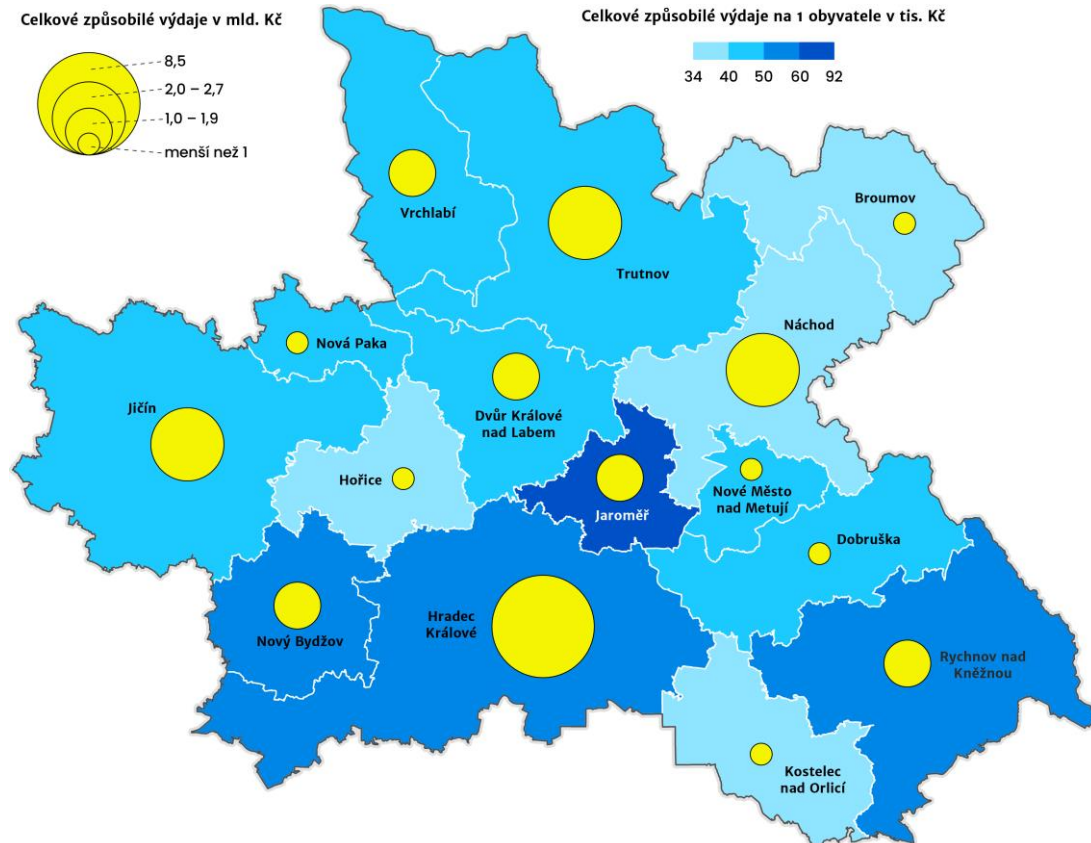 Celkové způsobilé výdaje v mld. Kč
8,5
2,0 – 2,7
1,0 – 1,9
menší než 1
Celkové způsobilé výdaje na 1 obyvatele v tis. Kč
34 40 50 60 92
Vrchlabí
Trutnov
Broumov
Náchod
Nová Paka
Jičín
Dvůr Králové
nad Labem
Hořice
Jaroměř
Nové Město
nad Metují
Dobruška
Nový Bydžov
Hradec
Králové
Rychnov nad
Kněžnou
Kostelec
nad Orlicí